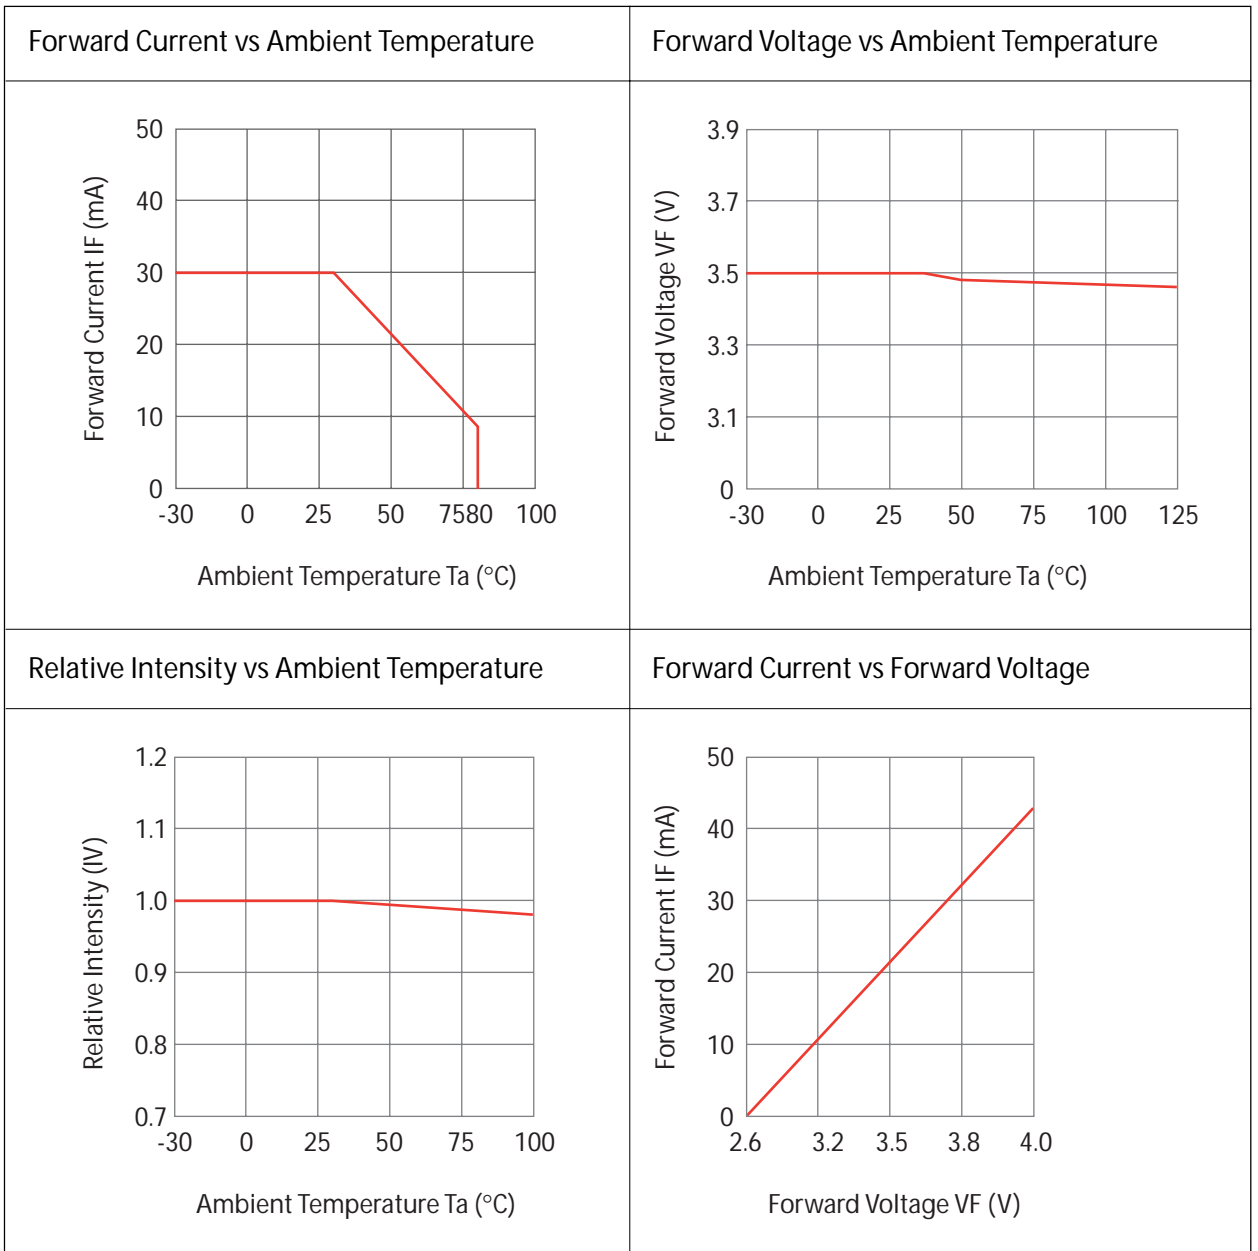 Forward Current vs Ambient Temperature
50
40
30
20
10
0
-30 0 25 50 7580 100
Forward Current IF (mA)
Ambient Temperature Ta (°C)
Forward Voltage vs Ambient Temperature
3.9
3.7
3.5
3.3
3.1
0
-30 0 25 50 75 100 125
Forward Voltage VF (V)
Ambient Temperature Ta (°C)
Relative Intensity vs Ambient Temperature
1.2
1.1
1.0
0.9
0.8
0.7
-30 0 25 50 75 100
Relative Intensity (IV)
Ambient Temperature Ta (°C)
Forward Current vs Forward Voltage
50
40
30
20
10
0
2.6 3.2 3.5 3.8 4.0
Forward Current IF (mA)
Forward Voltage VF (V)